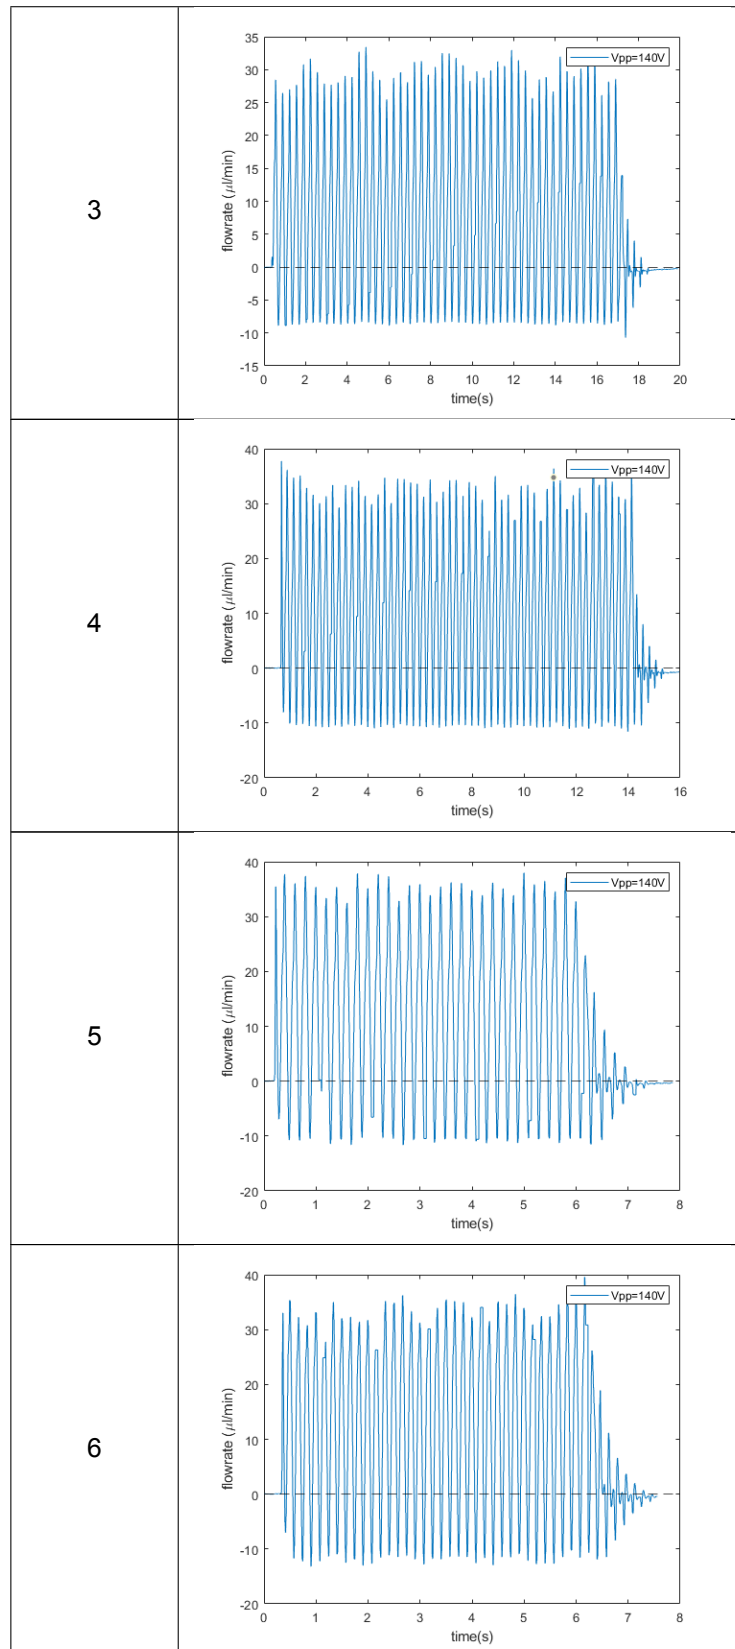 3
Vpp=140V
flowrate (μl/min)
35
30
25
20
15
10
5
0
-5
-10
-15
0 2 4 6 8 10 12 14 16 18 20
time(s)
4
Vpp=140V
flowrate (μl/min)
40
30
20
10
0
-10
-20
0 2 4 6 8 10 12 14 16
time(s)
5
Vpp=140V
flowrate (μl/min)
40
30
20
10
0
-10
-20
0 1 2 3 4 5 6 7 8
time(s)
6
Vpp=140V
flowrate (μl/min)
40
30
20
10
0
-10
-20
0 1 2 3 4 5 6 7 8
time(s)